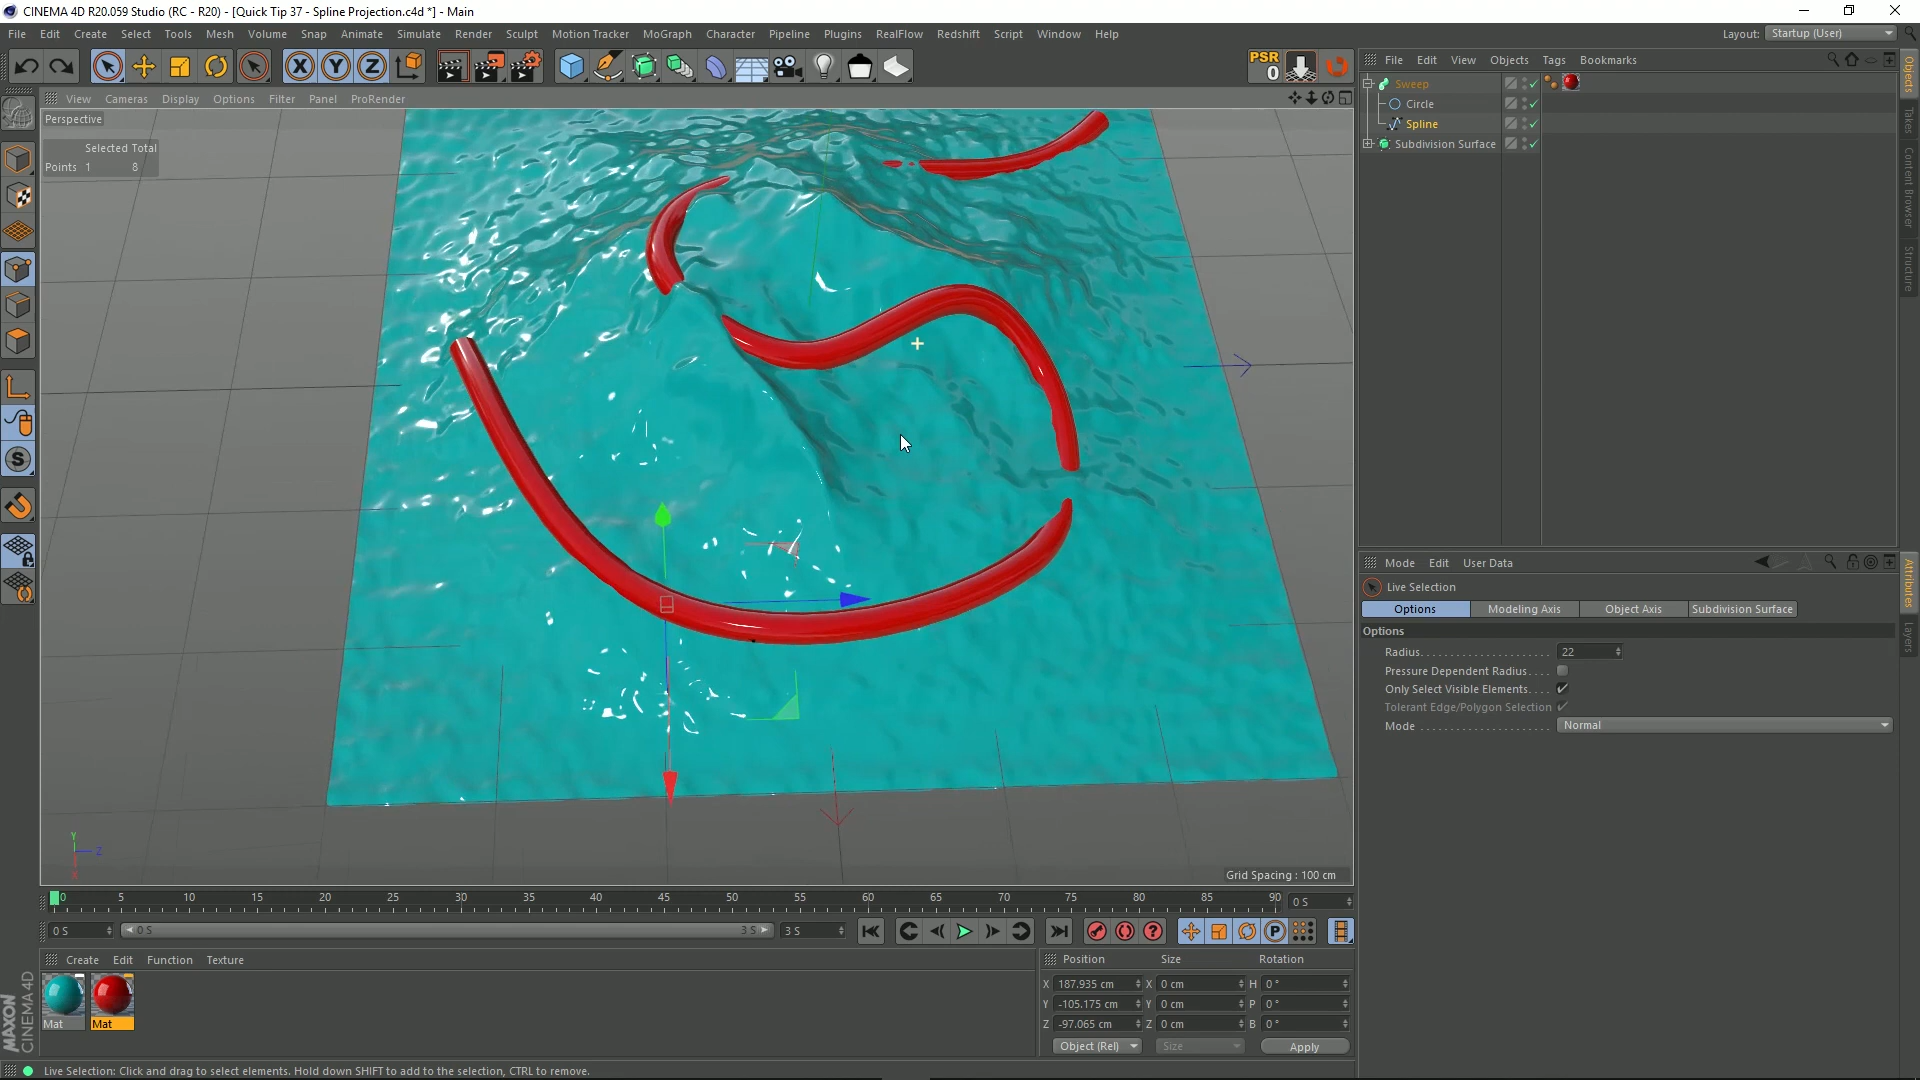 CINEMA 4D R20.059 Studio (RC - R20) - [Quick Tip 37 - Spline Projection.c4d *] - Main
File Edit Create Select Tools Mesh Volume Snap Animate Simulate Render Sculpt Motion Tracker MoGraph Character Pipeline Plugins RealFlow Redshift Script Window Help
Layout: Startup (User)
X Y Z
PSR
0
File Edit View Objects Tags Bookmarks
Sweep
Circle
Spline
Subdivision Surface
Objects
Takes
Content Browser
Structure
View Cameras Display Options Filter Panel ProRender
Perspective
Selected Total
Points 1 8
S
Y
Z
X
Grid Spacing : 100 cm
Mode Edit User Data
Live Selection
Options Modeling Axis Object Axis Subdivision Surface
Options
Radius. . . . . . . . . . . . . . . . . . . . . . 22
Pressure Dependent Radius. . . .
Only Select Visible Elements. . . .
Tolerant Edge/Polygon Selection
Mode . . . . . . . . . . . . . . . . . . . . . . Normal
Attributes
Layers
0 5 10 15 20 25 30 35 40 45 50 55 60 65 70 75 80 85 90 0 S
0 S 0 S 3 S 3 S
P
Create Edit Function Texture
Mat Mat
Position Size Rotation
X 187.935 cm X 0 cm H 0 °
Y -105.175 cm Y 0 cm P 0 °
Z -97.065 cm Z 0 cm B 0 °
Object (Rel) Size Apply
MAXON
CINEMA 4D
Live Selection: Click and drag to select elements. Hold down SHIFT to add to the selection, CTRL to remove.